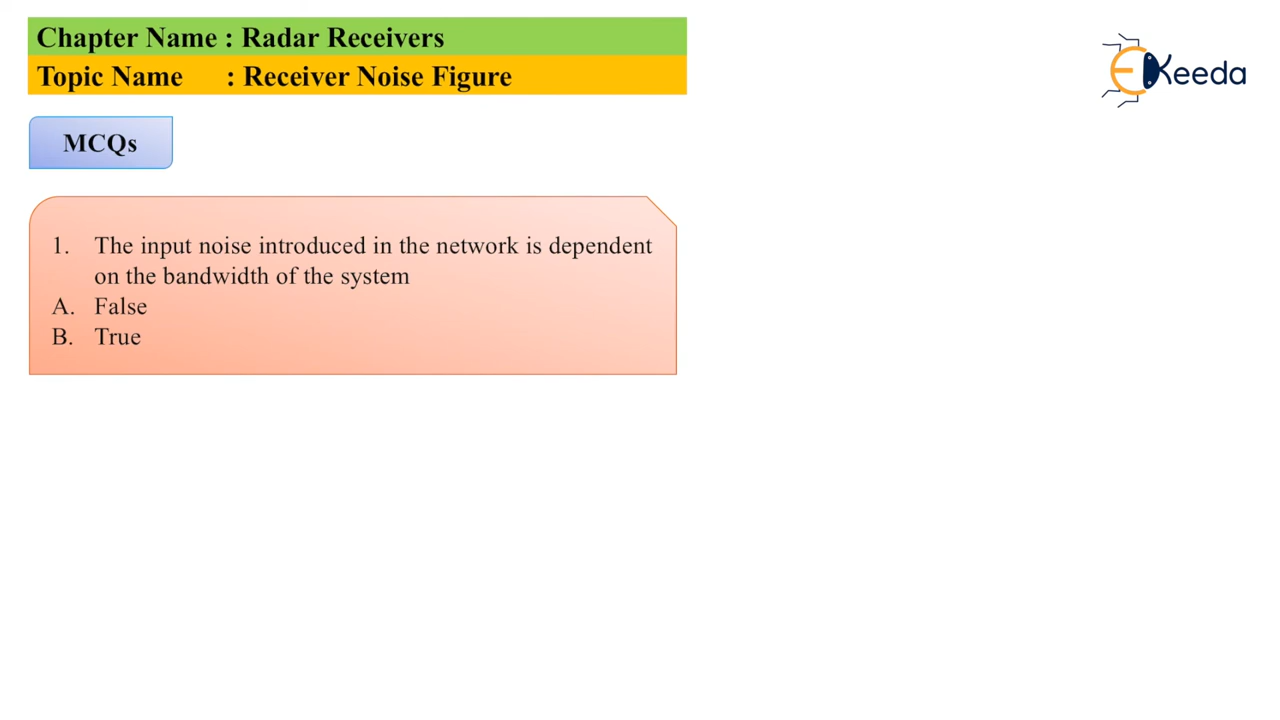 Chapter Name : Radar Receivers
Topic Name : Receiver Noise Figure
EKeeda
MCQs
1. The input noise introduced in the network is dependent
on the bandwidth of the system
A. False
B. True